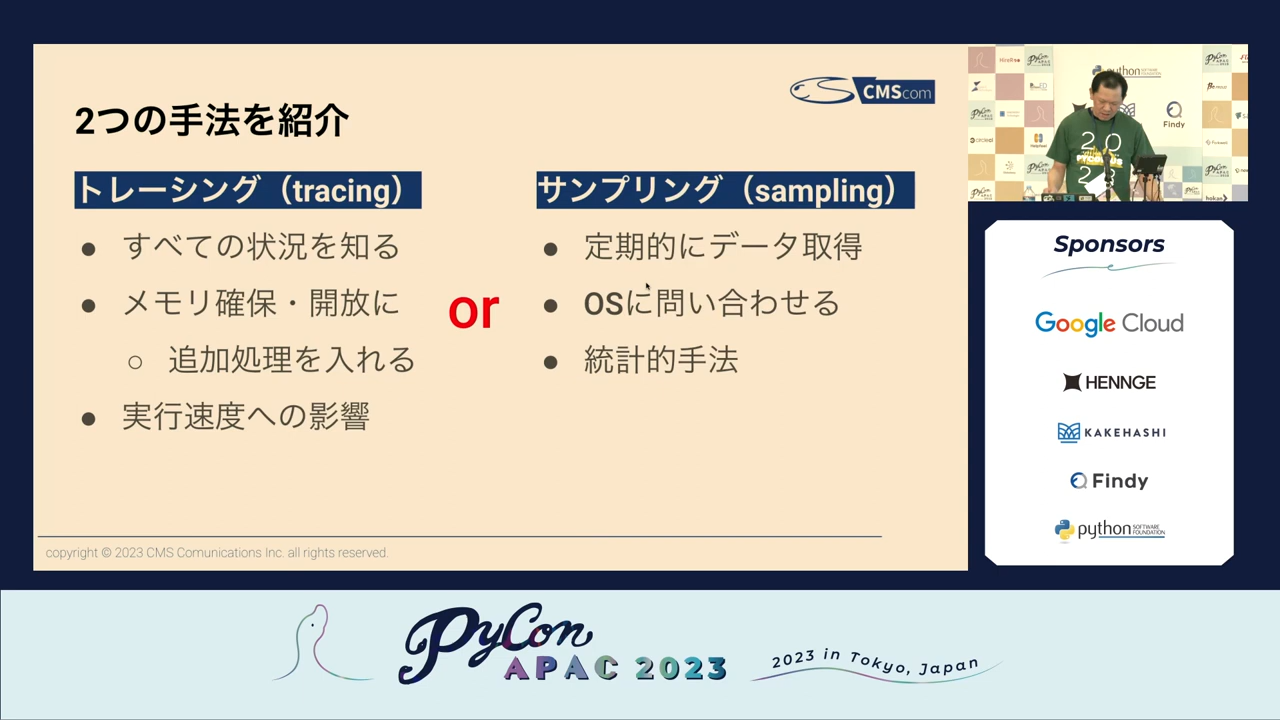 2つの手法を紹介
CMScom
トレーシング（tracing）
● すべての状況を知る
● メモリ確保・開放に
○ 追加処理を入れる
● 実行速度への影響
or
サンプリング（sampling）
● 定期的にデータ取得
● OSに問い合わせる
● 統計的手法
copyright © 2023 CMS Comunications Inc. all rights reserved.
python
Findy
20
23
Sponsors
Google Cloud
HENNGE
KAKEHASHI
Findy
python SOFTWARE FOUNDATION
PyCon
APAC 2023
2023 in Tokyo, Japan